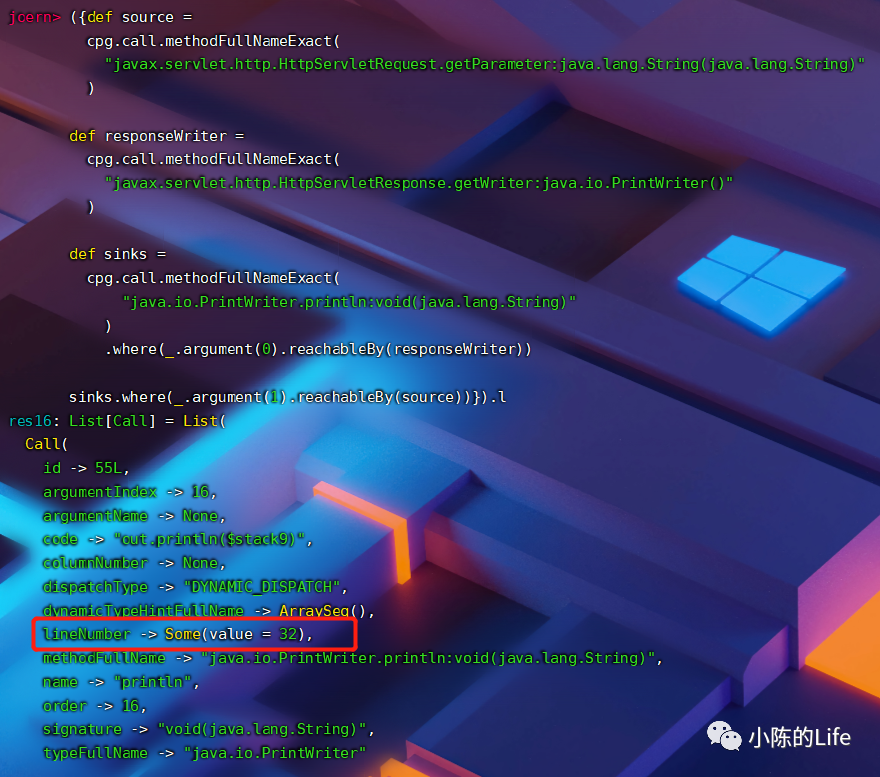 joern> ({def source =
cpg.call.methodFullNameExact(
"javax.servlet.http.HttpServletRequest.getParameter:java.lang.String(java.lang.String)"
)
def responseWriter =
cpg.call.methodFullNameExact(
"javax.servlet.http.HttpServletResponse.getWriter:java.io.PrintWriter()"
)
def sinks =
cpg.call.methodFullNameExact(
"java.io.PrintWriter.println:void(java.lang.String)"
)
.where(_.argument(0).reachableBy(responseWriter))
sinks.where(_.argument(1).reachableBy(source))}).l
res16: List[Call] = List(
Call(
id -> 55L,
argumentIndex -> 16,
argumentName -> None,
code -> "out.println($stack9)",
columnNumber -> None,
dispatchType -> "DYNAMIC_DISPATCH",
dynamicTypeHintFullName -> ArraySeq(),
lineNumber -> Some(value = 32),
methodFullName -> "java.io.PrintWriter.println:void(java.lang.String)",
name -> "println",
order -> 16,
signature -> "void(java.lang.String)",
typeFullName -> "java.io.PrintWriter"
小陈的Life